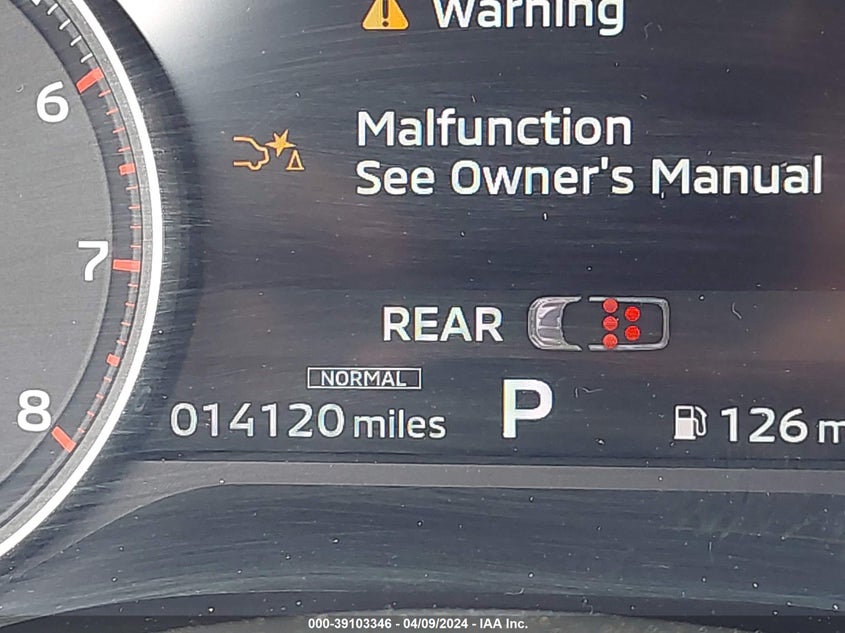 Warning
6
Malfunction
See Owner's Manual
7
REAR
NORMAL
8
014120 miles
P
126 m
000-39103346 - 04/09/2024 - IAA Inc.